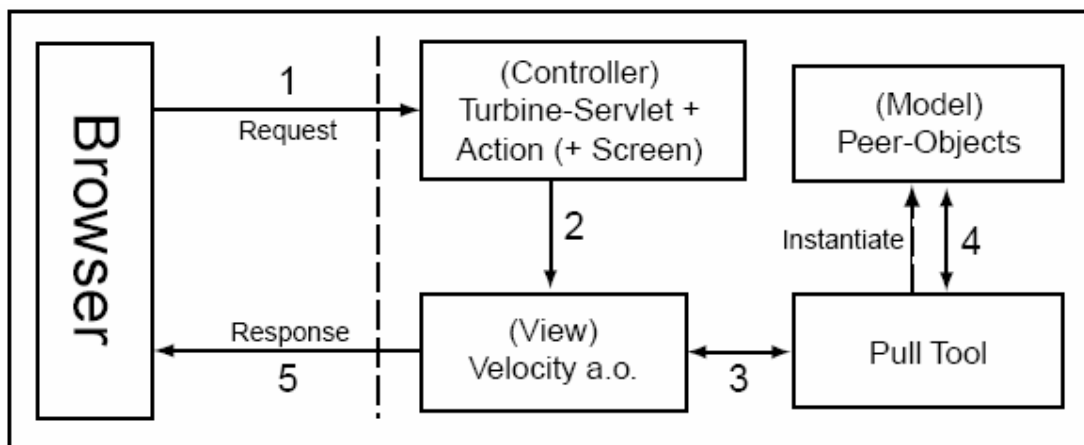 Browser
1
Request
(Controller)
Turbine-Servlet +
Action (+ Screen)
(Model)
Peer-Objects
2
Instantiate
4
Response
5
(View)
Velocity a.o.
3
Pull Tool